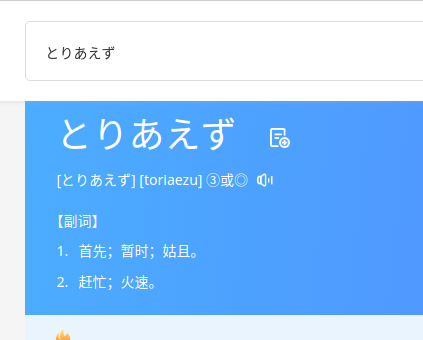 とりあえず
とりあえず
[とりあえず] [toriaezu] ③或◎
【副词】
1. 首先；暂时；姑且。
2. 赶忙；火速。